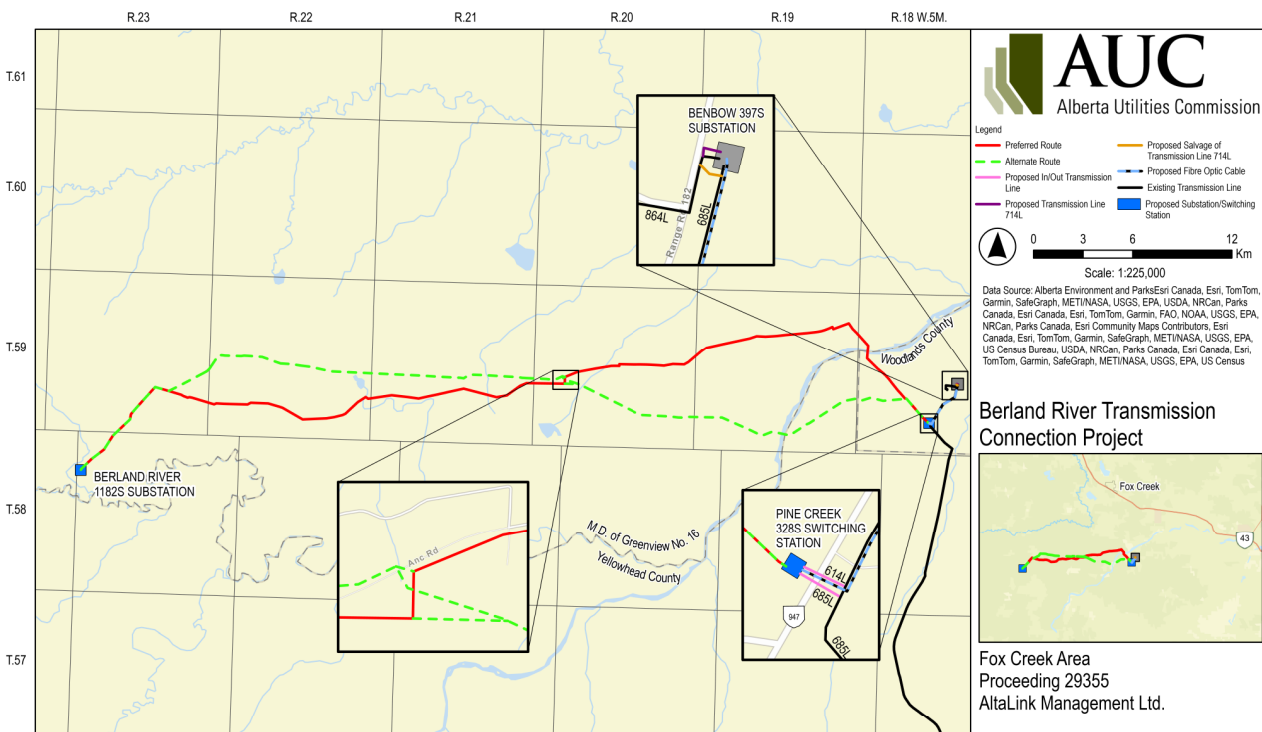 R.23
R.22
R.21
R.20
R.19
R.18 W.5M.
T.61
T.60
T.59
T.58
T.57
BENBOW 397S
SUBSTATION
864L
Range Rd 182
685L
Woodlands County
BERLAND RIVER
1182S SUBSTATION
Anc Rd
M.D. of Greenview No. 16
Yellowhead County
PINE CREEK
328S SWITCHING
STATION
614L
685L
947
685L
AUC
Alberta Utilities Commission
Legend
Preferred Route
Alternate Route
Proposed In/Out Transmission
Line
Proposed Transmission Line
714L
Proposed Salvage of
Transmission Line 714L
Proposed Fibre Optic Cable
Existing Transmission Line
Proposed Substation/Switching
Station
0 3 6 12
Km
Scale: 1:225,000
Data Source: Alberta Environment and ParksEsri Canada, Esri, TomTom,
Garmin, SafeGraph, METI/NASA, USGS, EPA, USDA, NRCan, Parks
Canada, Esri Canada, Esri, TomTom, Garmin, FAO, NOAA, USGS, EPA,
NRCan, Parks Canada, Esri Community Maps Contributors, Esri
Canada, Esri, TomTom, Garmin, SafeGraph, METI/NASA, USGS, EPA,
US Census Bureau, USDA, NRCan, Parks Canada, Esri Canada, Esri,
TomTom, Garmin, SafeGraph, METI/NASA, USGS, EPA, US Census
Berland River Transmission
Connection Project
Fox Creek
43
Fox Creek Area
Proceeding 29355
AltaLink Management Ltd.